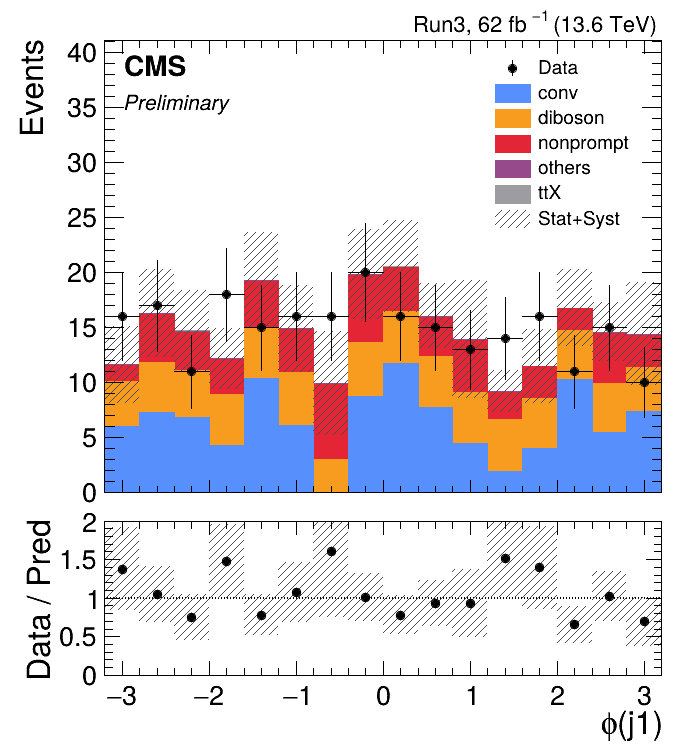 Run3, 62 fb⁻¹ (13.6 TeV)
CMS
Preliminary
Events
40
35
30
25
20
15
10
5
0
Data
conv
diboson
nonprompt
others
ttX
Stat+Syst
Data / Pred
2
1.5
1
0.5
0
−3 −2 −1 0 1 2 3
ϕ(j1)